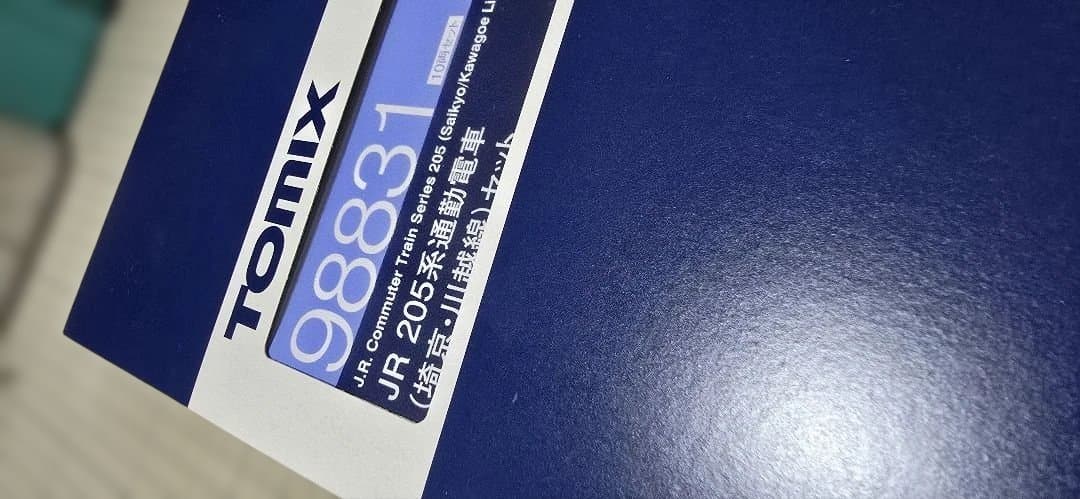 TOMIX
98831
10両セット
J.R. Commuter Train Series 205 (Saikyo/Kawagoe Li
JR 205系通勤電車
(埼京・川越線)セット